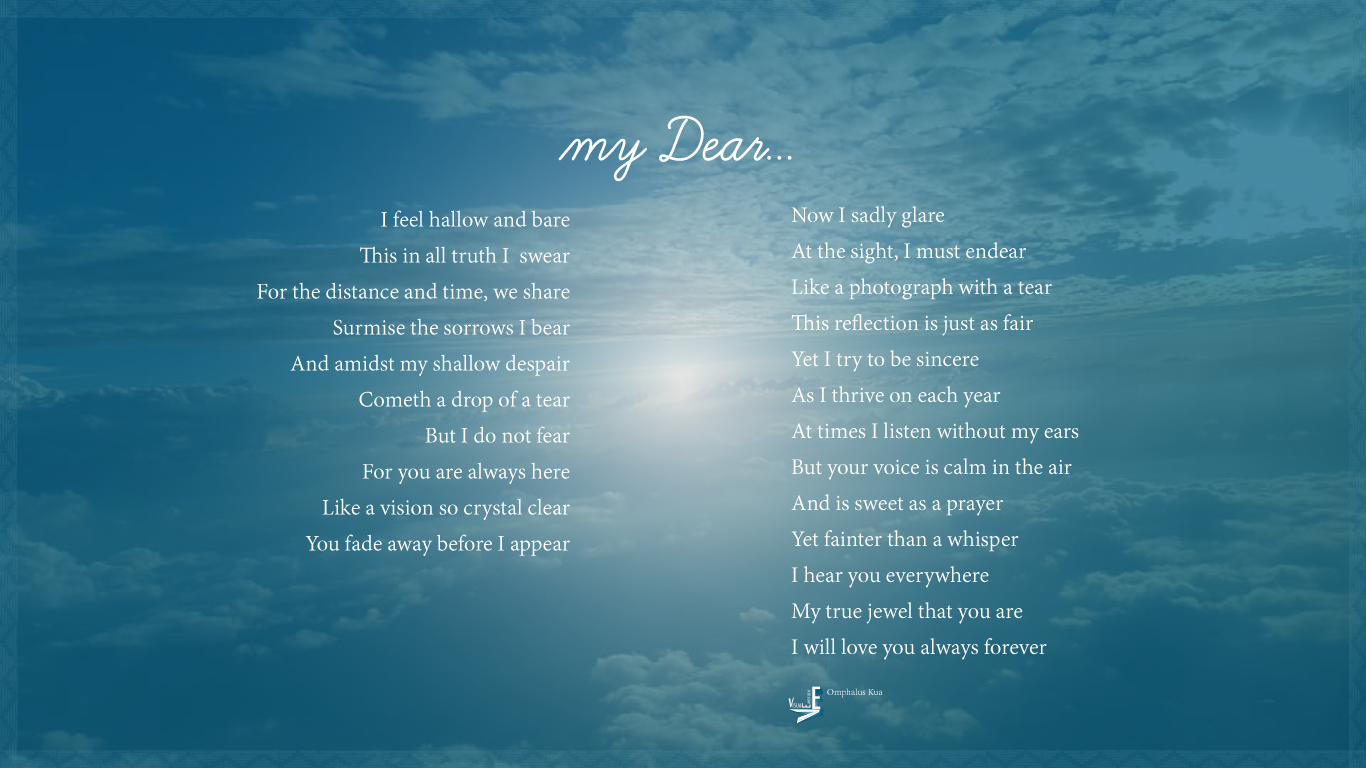 my Dear...
I feel hallow and bare
This in all truth I  swear
For the distance and time, we share
Surmise the sorrows I bear
And amidst my shallow despair
Cometh a drop of a tear
But I do not fear
For you are always here
Like a vision so crystal clear
You fade away before I appear
Now I sadly glare
At the sight, I must endear
Like a photograph with a tear
This reflection is just as fair
Yet I try to be sincere
As I thrive on each year
At times I listen without my ears
But your voice is calm in the air
And is sweet as a prayer
Yet fainter than a whisper
I hear you everywhere
My true jewel that you are
I will love you always forever
Omphalus Kua